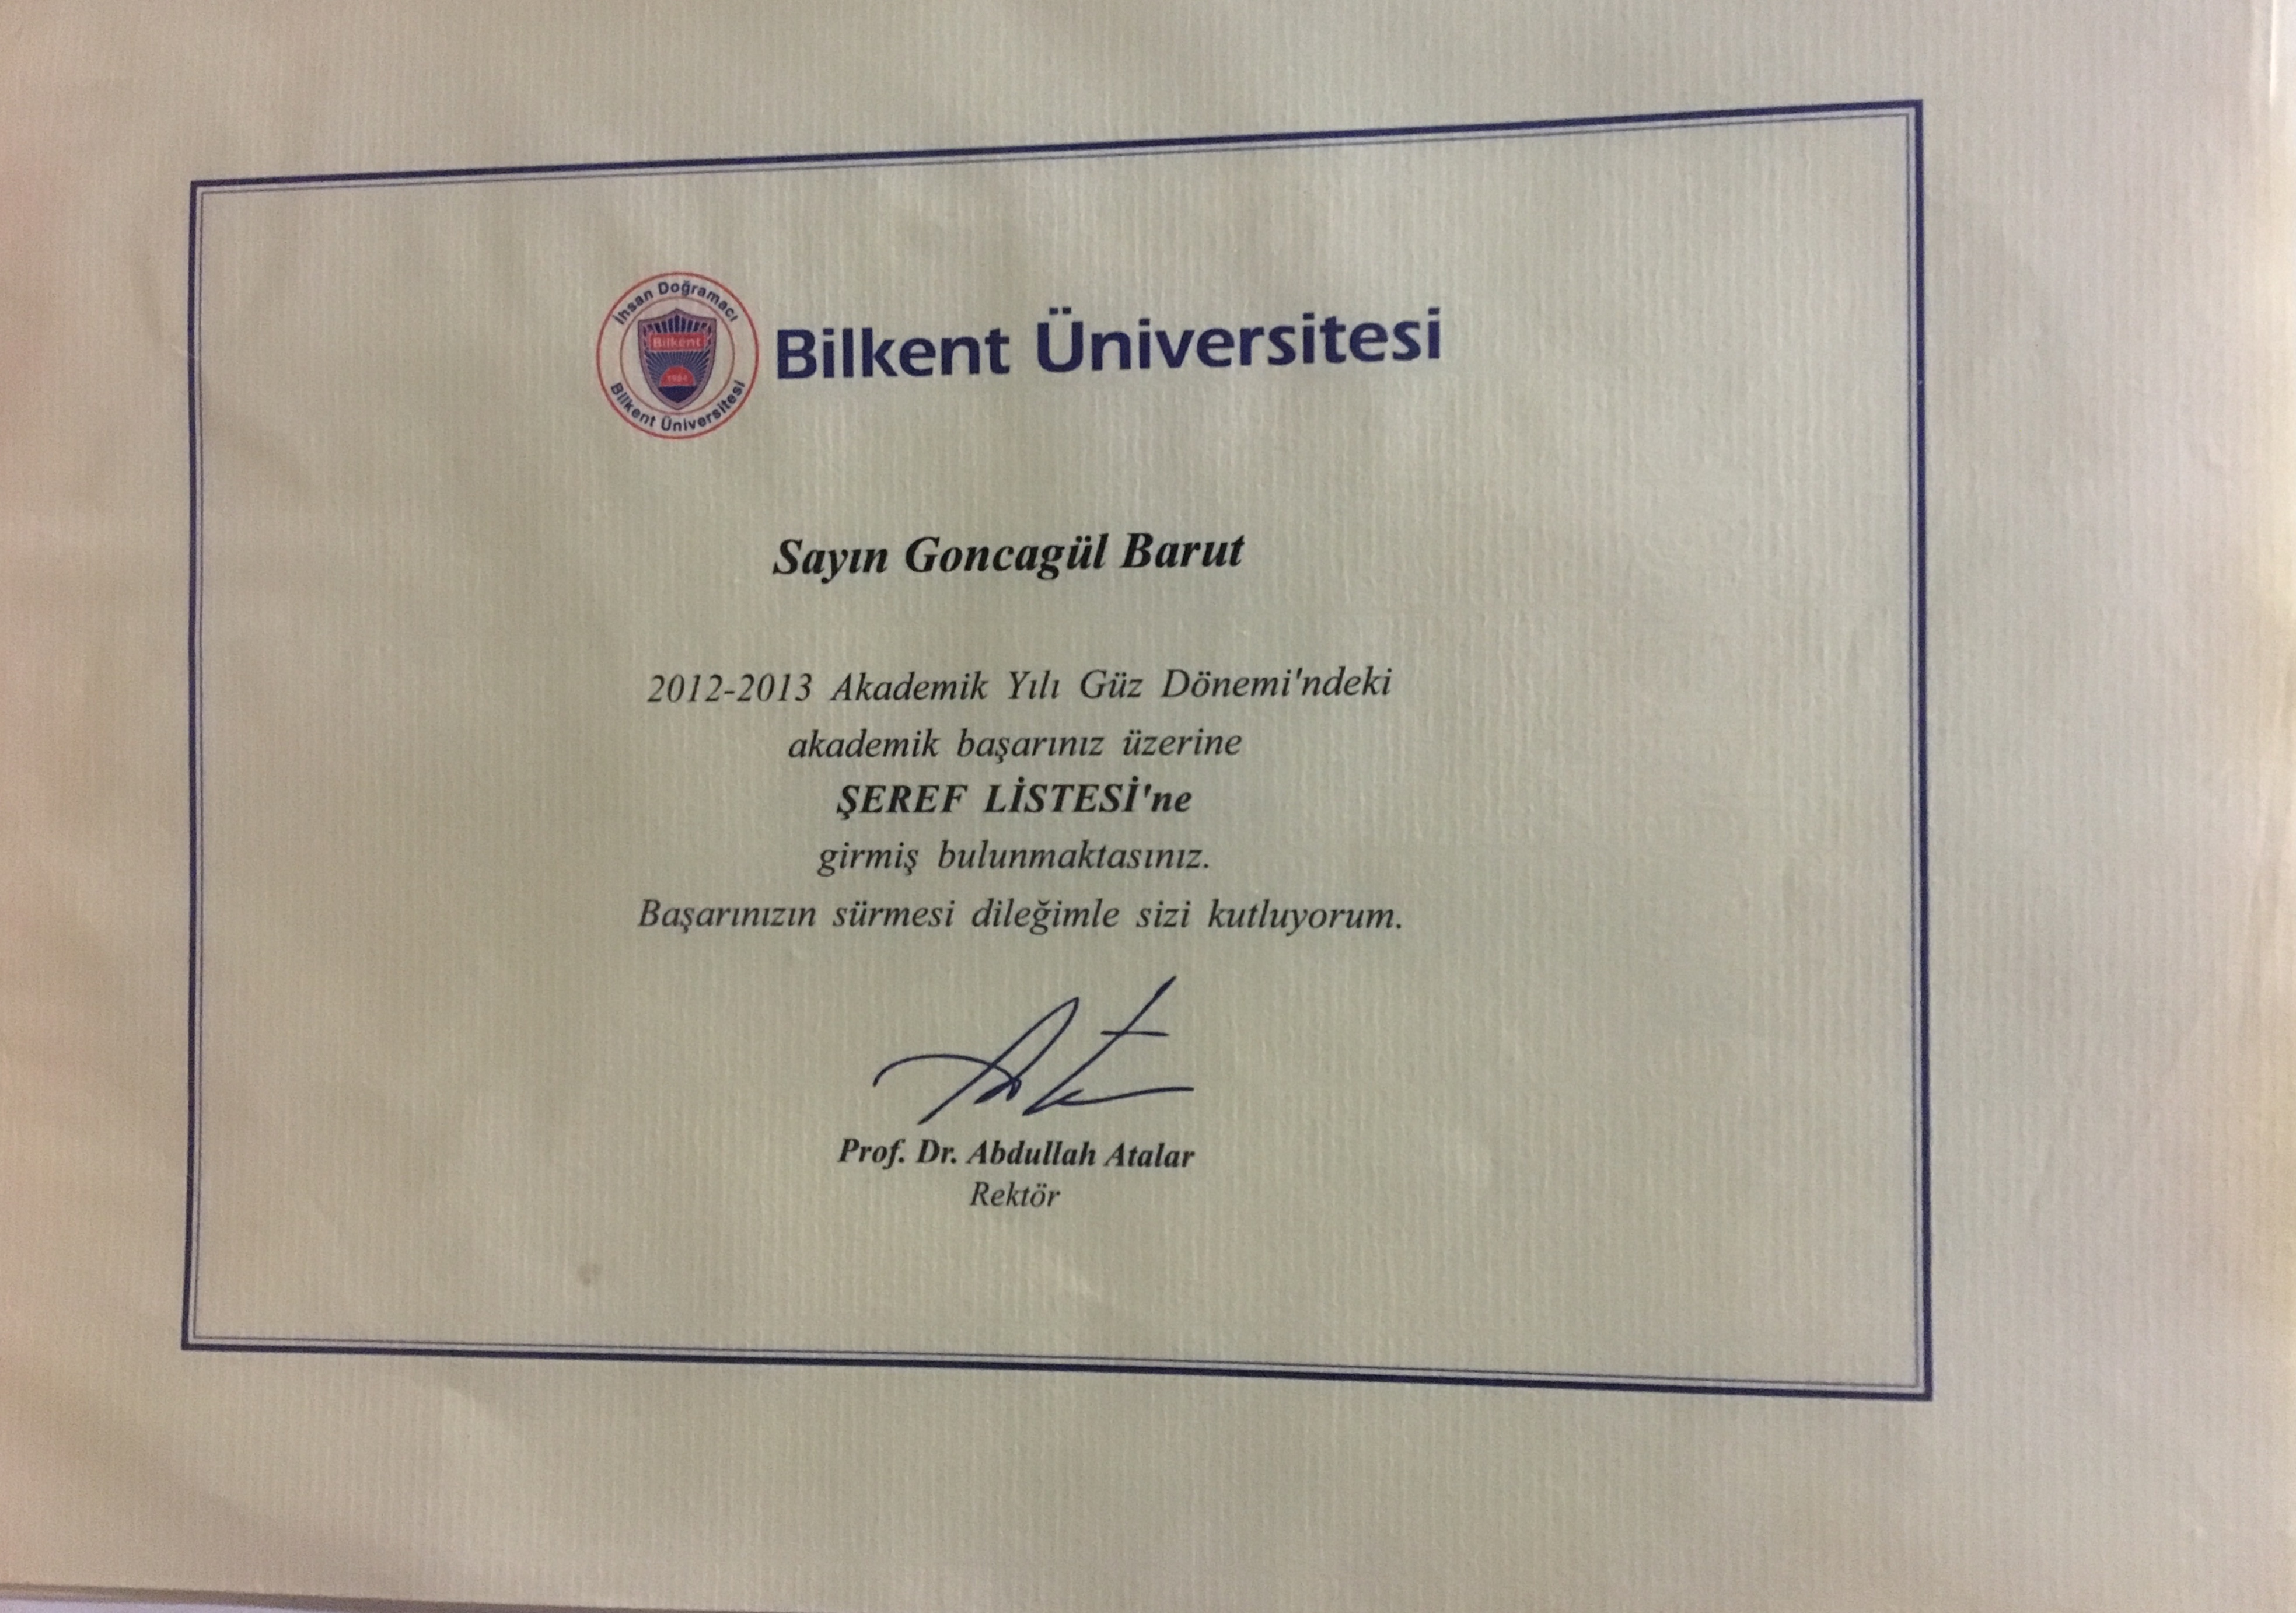 İhsan Doğramacı
Bilkent
1984
Bilkent Üniversitesi
Bilkent Üniversitesi
Sayın Goncagül Barut
2012-2013 Akademik Yılı Güz Dönemi'ndeki
akademik başarınız üzerine
ŞEREF LİSTESİ'ne
girmiş bulunmaktasınız.
Başarınızın sürmesi dileğimle sizi kutluyorum.
Prof. Dr. Abdullah Atalar
Rektör